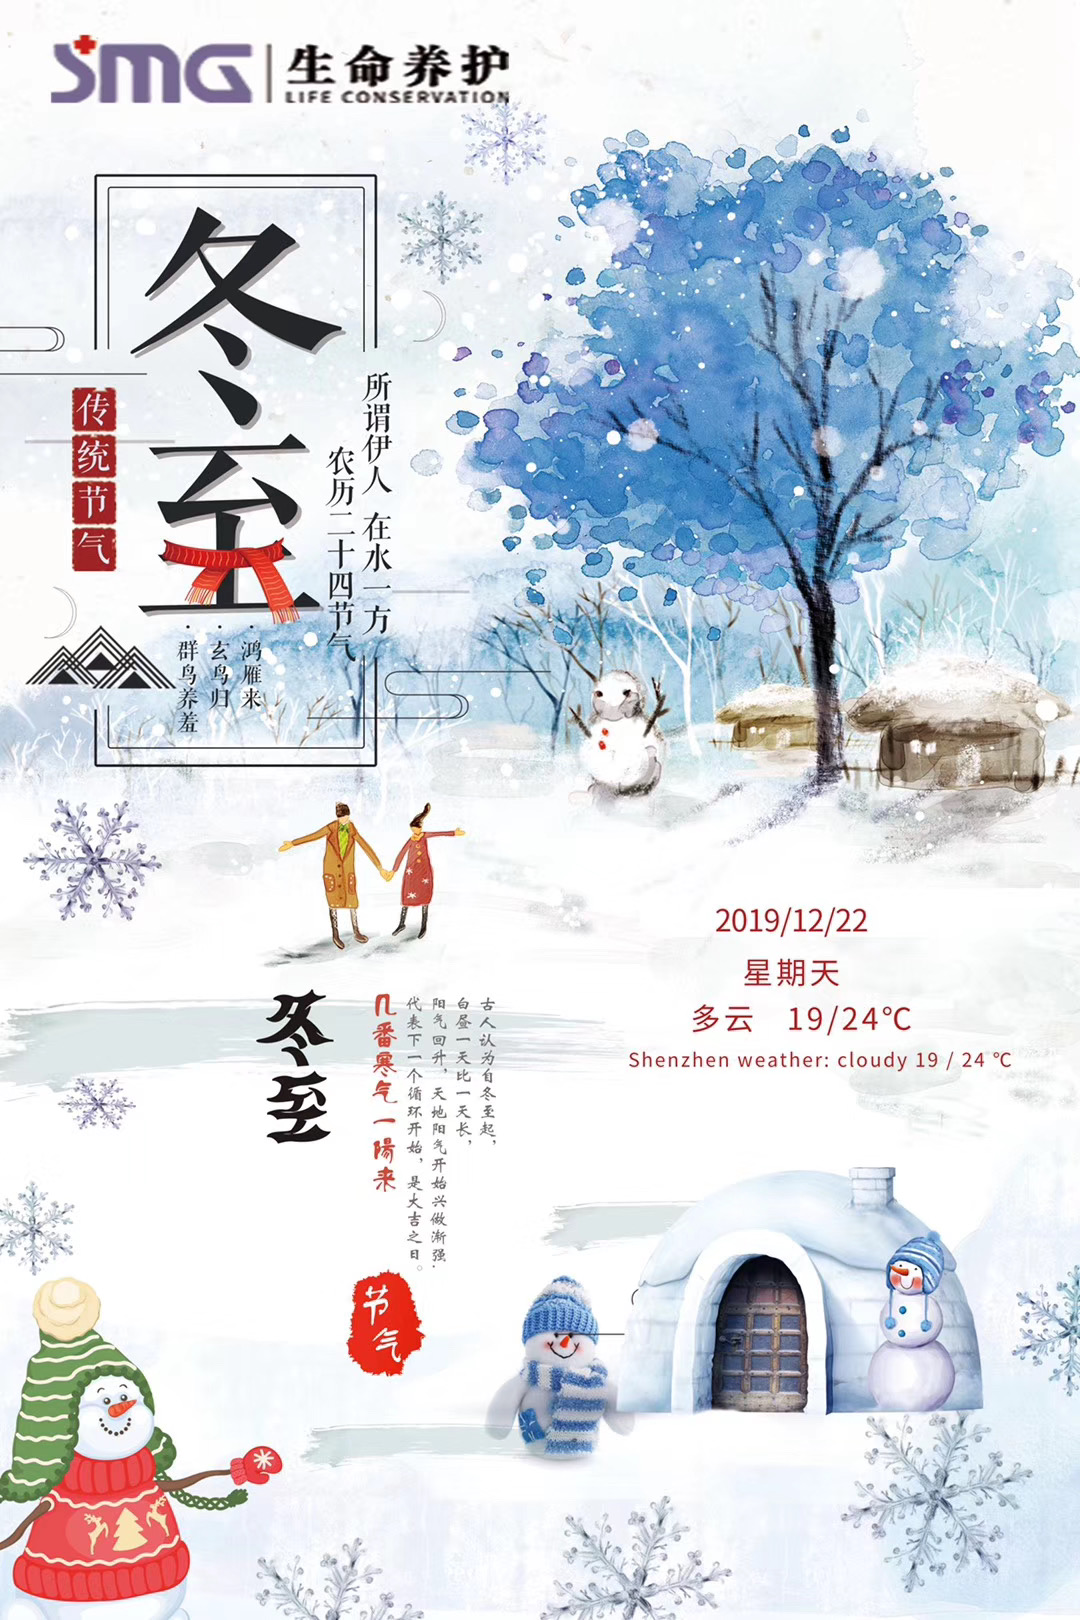 SMG
生命养护
LIFE CONSERVATION
冬至
传统节气
所谓伊人 在水一方
农历二十四节气
·鸿雁来
·玄鸟归
·群鸟养羞
2019/12/22
星期天
多云 19/24℃
Shenzhen weather: cloudy 19 / 24 ℃
古人认为自冬至起，
白昼一天比一天长，
阳气回升，天地阳气开始兴做渐强.
代表下一个循环开始，是大吉之日。
几番寒气一陽来
冬至
节气